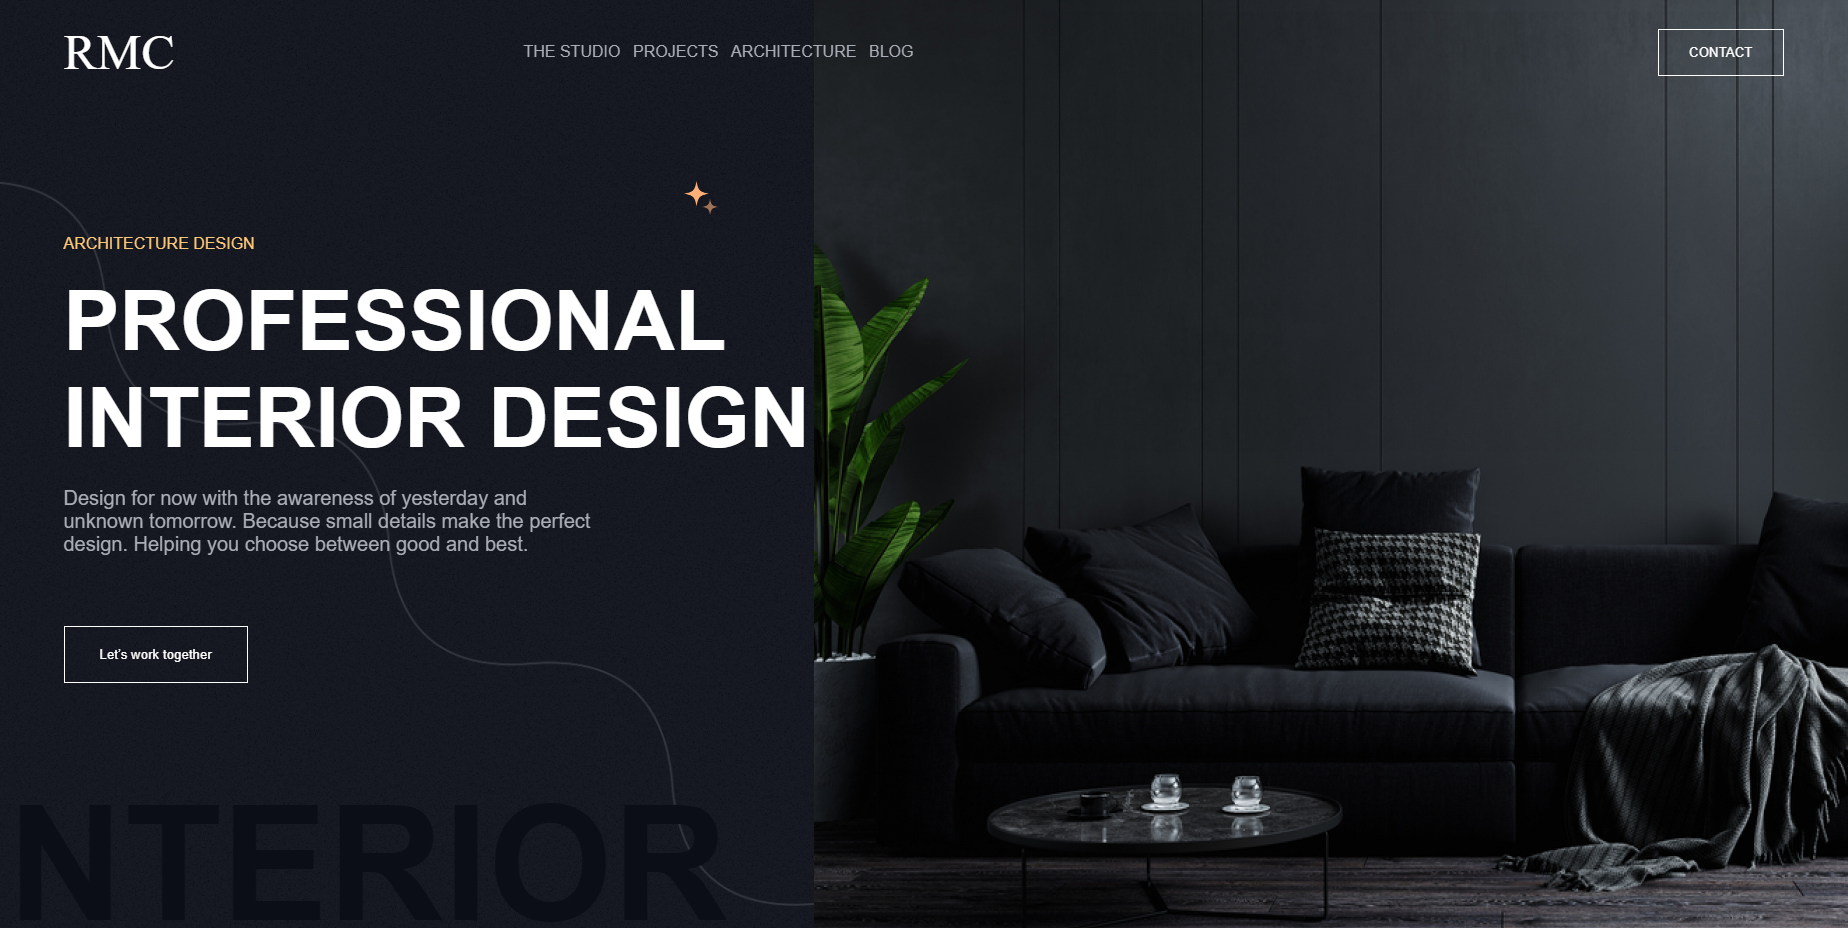 RMC
THE STUDIO PROJECTS ARCHITECTURE BLOG
CONTACT
ARCHITECTURE DESIGN
PROFESSIONAL
INTERIOR DESIGN
Design for now with the awareness of yesterday and
unknown tomorrow. Because small details make the perfect
design. Helping you choose between good and best.
Let's work together
NTERIOR